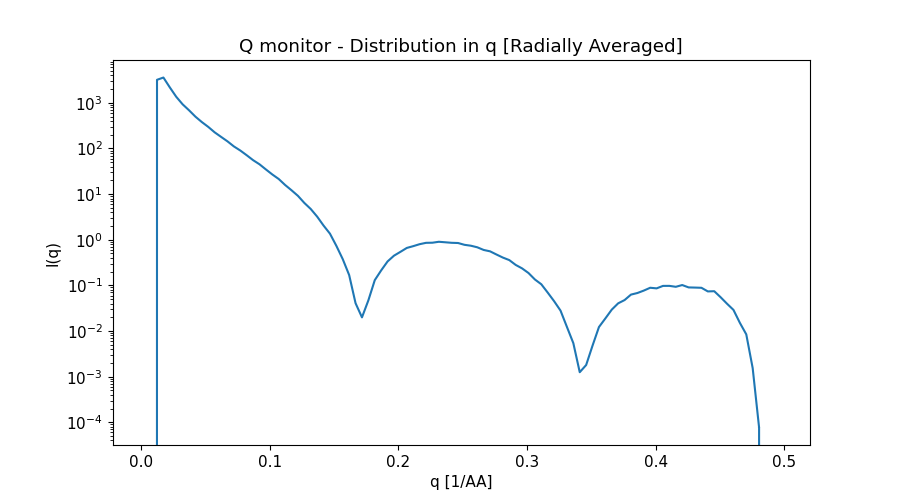 Q monitor - Distribution in q [Radially Averaged]
I(q)
10³
10²
10¹
10⁰
10⁻¹
10⁻²
10⁻³
10⁻⁴
0.0 0.1 0.2 0.3 0.4 0.5
q [1/AA]